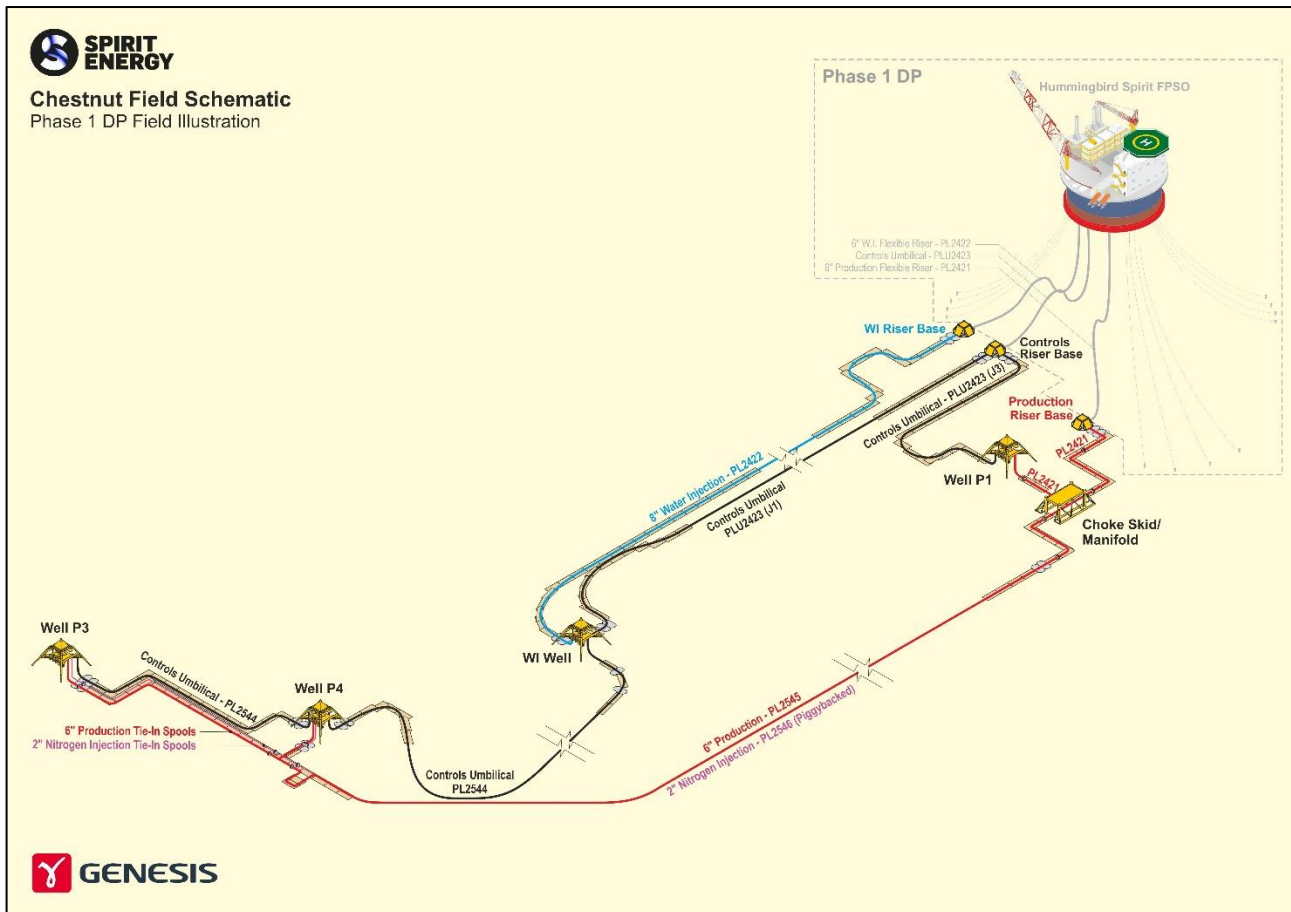 SPIRIT
ENERGY
Chestnut Field Schematic
Phase 1 DP Field Illustration
Phase 1 DP
Hummingbird Spirit FPSO
H
6" W.I. Flexible Riser - PL2422
Controls Umbilical - PLU2423
6" Production Flexible Riser - PL2421
WI Riser Base
Controls
Riser Base
Controls Umbilical - PLU2423 (J3)
Production
Riser Base
PL2421
Well P1
PL2421
6" Water Injection - PL2422
Controls Umbilical
PLU2423 (J1)
Choke Skid/
Manifold
Well P3
WI Well
Controls Umbilical - PL2544
Well P4
6" Production Tie-In Spools
2" Nitrogen Injection Tie-In Spools
6" Production - PL2545
2" Nitrogen Injection - PL2546 (Piggybacked)
Controls Umbilical
PL2544
GENESIS